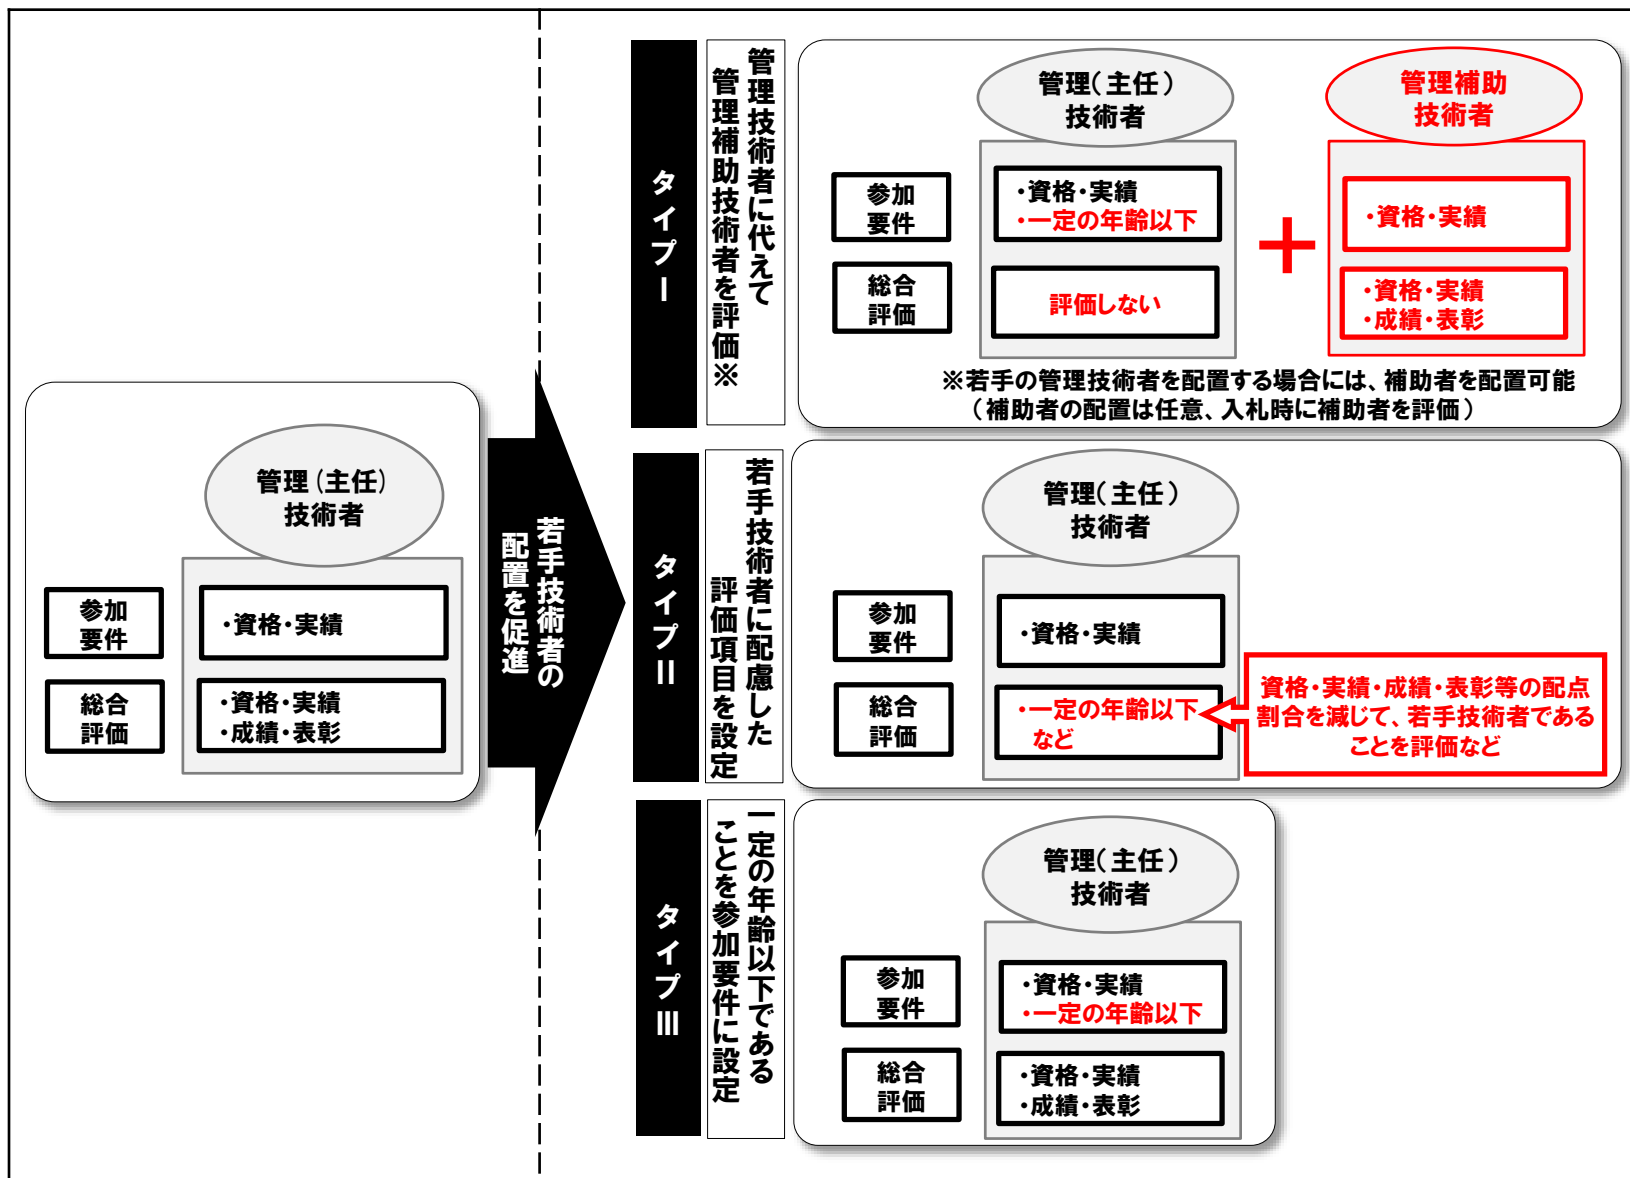 管理(主任)
技術者
参加
要件
・資格・実績
総合
評価
・資格・実績
・成績・表彰
若手技術者の
配置を促進
タイプⅠ
管理技術者に代えて
管理補助技術者を評価※
管理(主任)
技術者
管理補助
技術者
参加
要件
・資格・実績
・一定の年齢以下
・資格・実績
総合
評価
評価しない
・資格・実績
・成績・表彰
＋
※若手の管理技術者を配置する場合には、補助者を配置可能
(補助者の配置は任意、入札時に補助者を評価)
タイプⅡ
若手技術者に配慮した
評価項目を設定
管理(主任)
技術者
参加
要件
・資格・実績
総合
評価
・一定の年齢以下
など
資格・実績・成績・表彰等の配点
割合を減じて、若手技術者である
ことを評価など
タイプⅢ
一定の年齢以下である
ことを参加要件に設定
管理(主任)
技術者
参加
要件
・資格・実績
・一定の年齢以下
総合
評価
・資格・実績
・成績・表彰